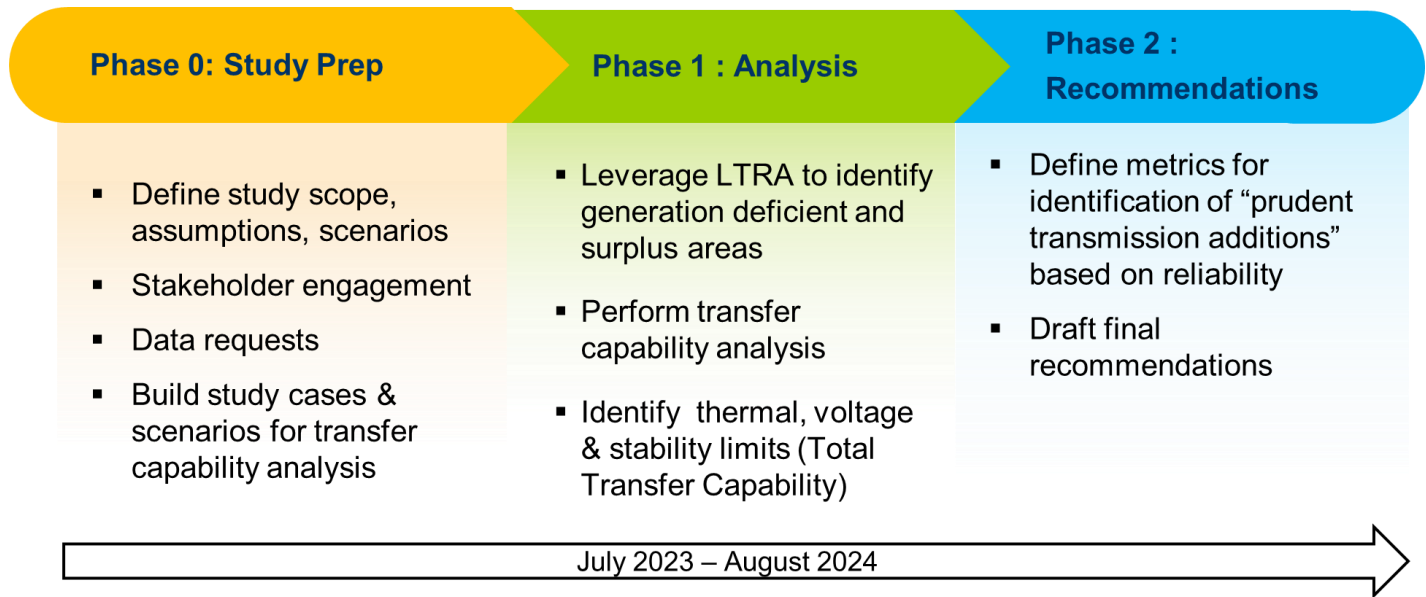 Phase 0: Study Prep
▪ Define study scope,
assumptions, scenarios
▪ Stakeholder engagement
▪ Data requests
▪ Build study cases &
scenarios for transfer
capability analysis
Phase 1 : Analysis
▪ Leverage LTRA to identify
generation deficient and
surplus areas
▪ Perform transfer
capability analysis
▪ Identify thermal, voltage
& stability limits (Total
Transfer Capability)
Phase 2 :
Recommendations
▪ Define metrics for
identification of “prudent
transmission additions”
based on reliability
▪ Draft final
recommendations
July 2023 – August 2024